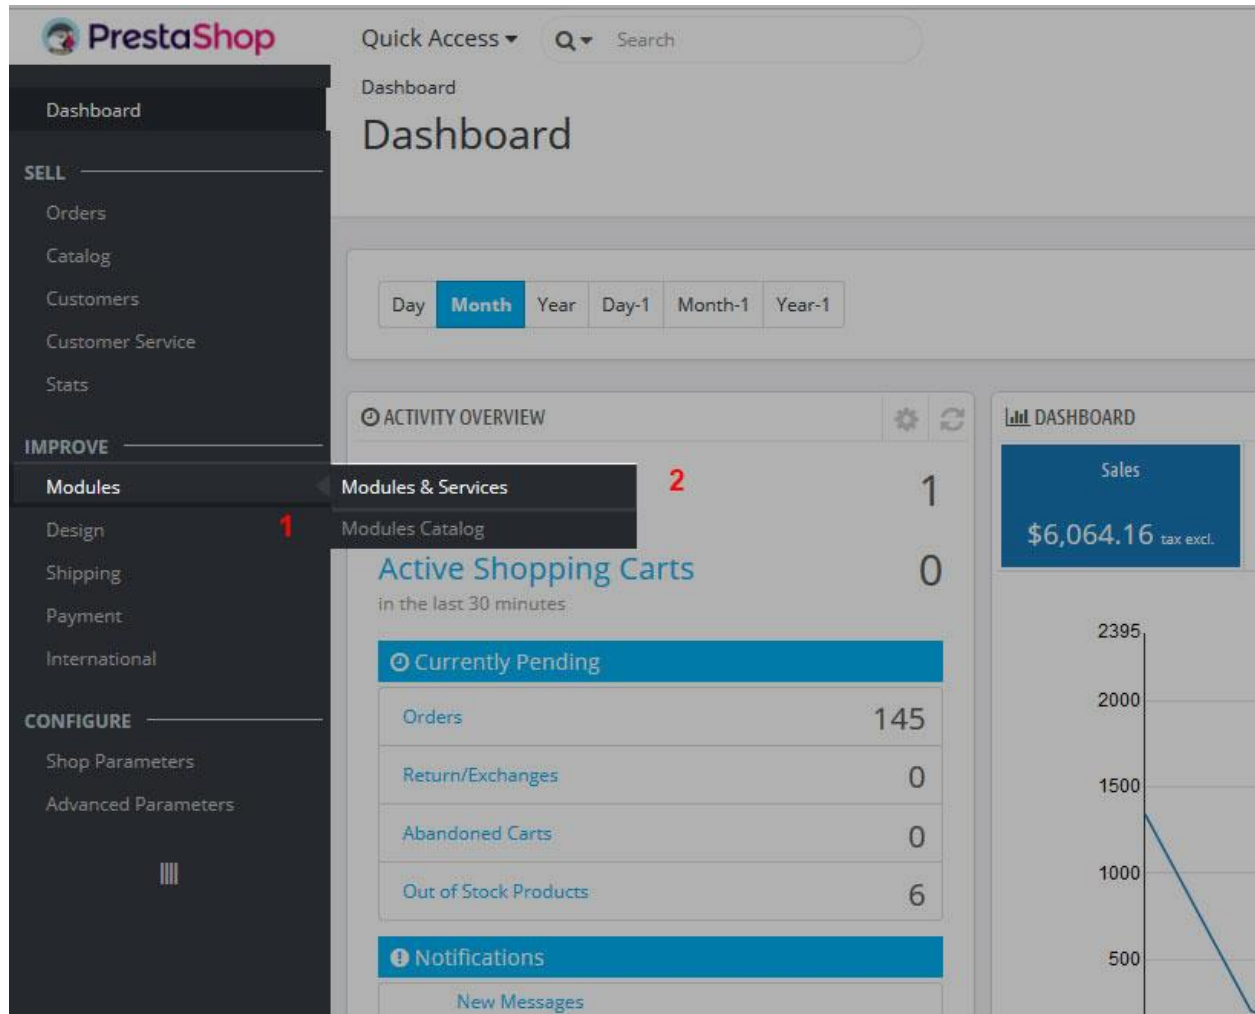 PrestaShop
Quick Access
Search
Dashboard
Dashboard
Dashboard
SELL
Orders
Catalog
Customers
Customer Service
Stats
IMPROVE
Modules
Design
Shipping
Payment
International
CONFIGURE
Shop Parameters
Advanced Parameters
1
Modules & Services
Modules Catalog
2
Day Month Year Day-1 Month-1 Year-1
ACTIVITY OVERVIEW
1
Active Shopping Carts 0
in the last 30 minutes
Currently Pending
Orders 145
Return/Exchanges 0
Abandoned Carts 0
Out of Stock Products 6
Notifications
New Messages
DASHBOARD
Sales
$6,064.16 tax excl.
2395
2000
1500
1000
500